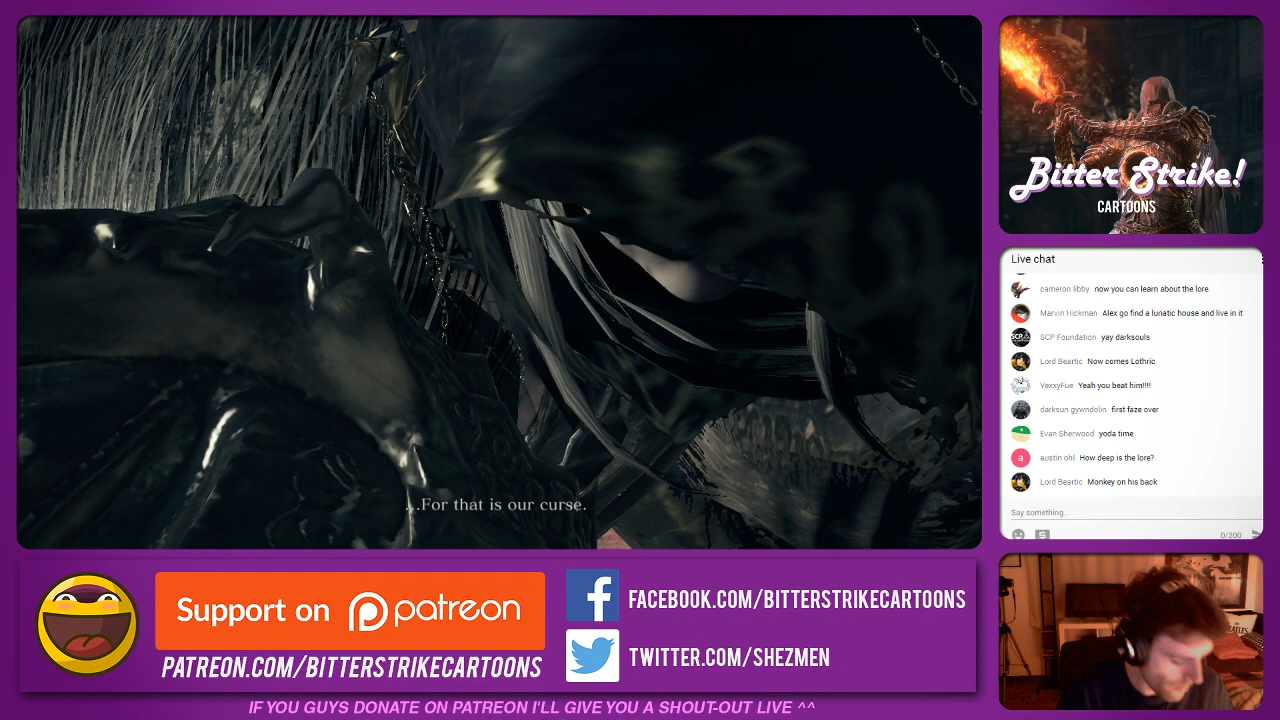 ...For that is our curse.
Bitter Strike!
CARTOONS
Live chat
cameron libby now you can learn about the lore.
Marvin Hickman Alex go find a lunatic house and live in it
SCP Foundation yay darksouls
Lord Beartic Now comes Lothric
VexxyFue Yeah you beat him!!!!
darksun gywndolin first faze over
Evan Sherwood yoda time
a austin ohl How deep is the lore?
Lord Beartic Monkey on his back
Say something...
0/200
Support on patreon
PATREON.COM/BITTERSTRIKECARTOONS
FACEBOOK.COM/BITTERSTRIKECARTOONS
TWITTER.COM/SHEZMEN
IF YOU GUYS DONATE ON PATREON I'LL GIVE YOU A SHOUT-OUT LIVE ^^
BEATLES